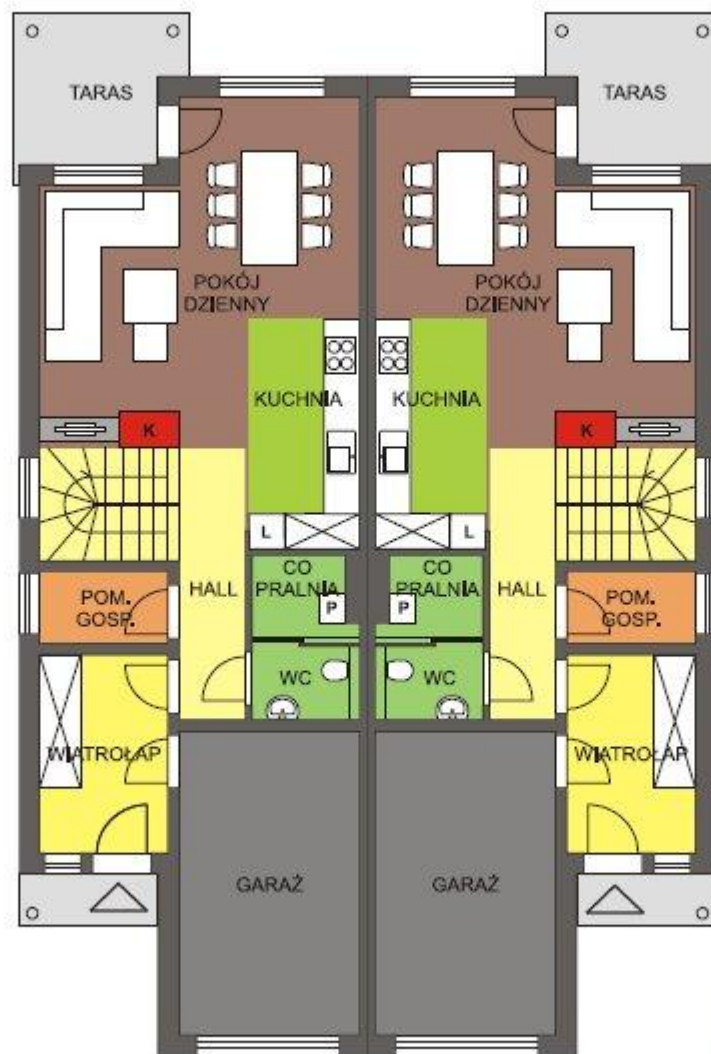 TARAS
TARAS
POKÓJ
DZIENNY
POKÓJ
DZIENNY
KUCHNIA
KUCHNIA
K
K
L
L
CO
PRALNIA
CO
PRALNIA
HALL
HALL
P
P
POM.
GOSP.
POM.
GOSP.
WC
WC
WIATROŁAP
WIATROŁAP
GARAŻ
GARAŻ